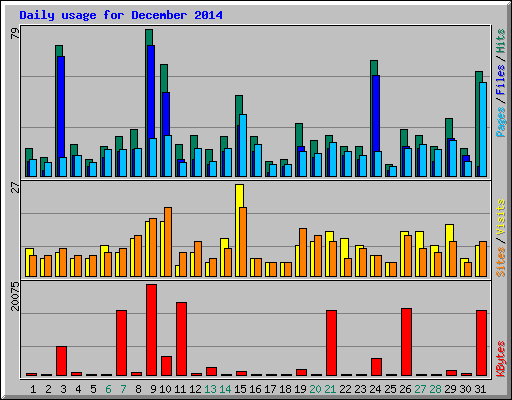 Daily usage for December 2014
79
Pages / Files / Hits
27
Sites / Visits
20075
KBytes
1 2 3 4 5 6 7 8 9 10 11 12 13 14 15 16 17 18 19 20 21 22 23 24 25 26 27 28 29 30 31